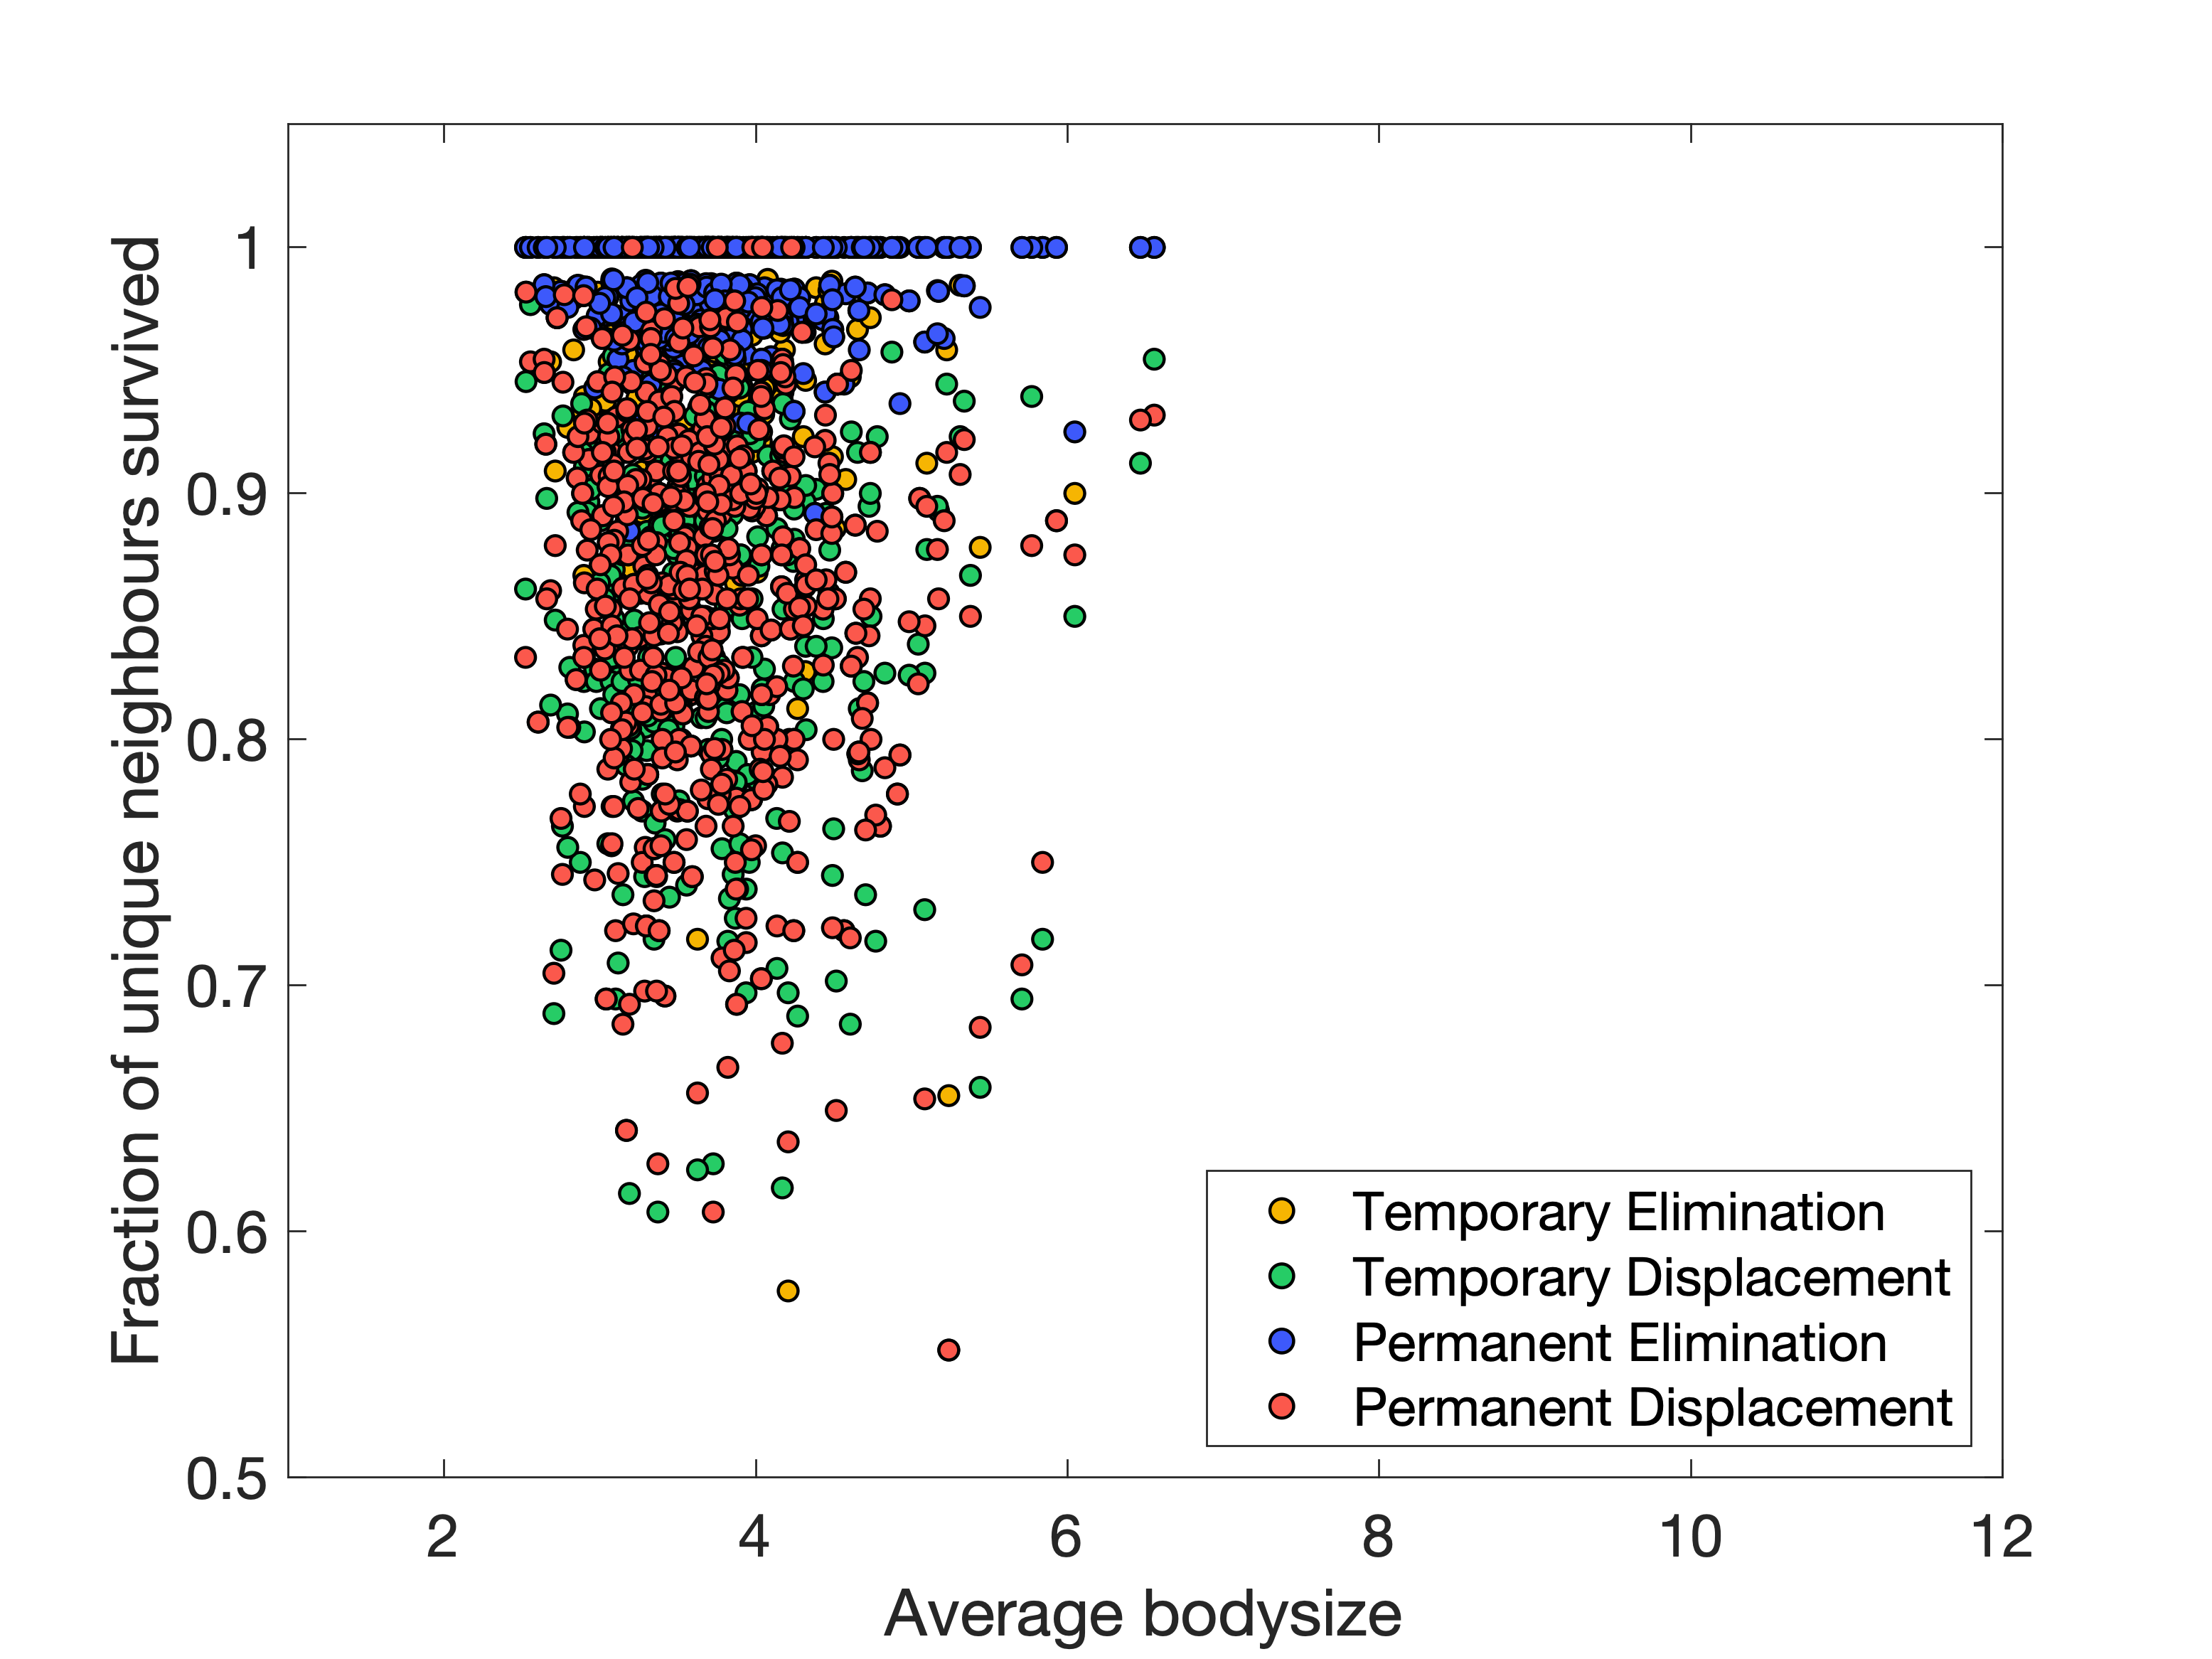 Fraction of unique neighbours survived
1
0.9
0.8
0.7
0.6
0.5
2
4
6
8
10
12
Average bodysize
Temporary Elimination
Temporary Displacement
Permanent Elimination
Permanent Displacement